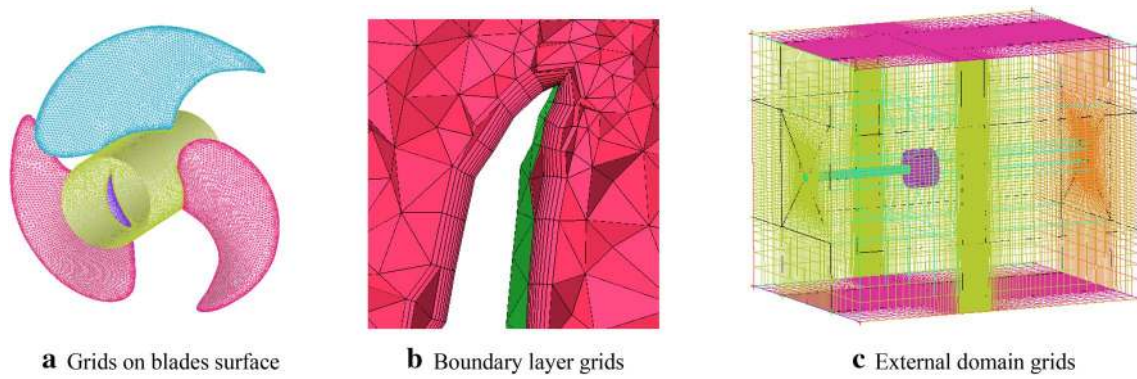 a Grids on blades surface
b Boundary layer grids
c External domain grids